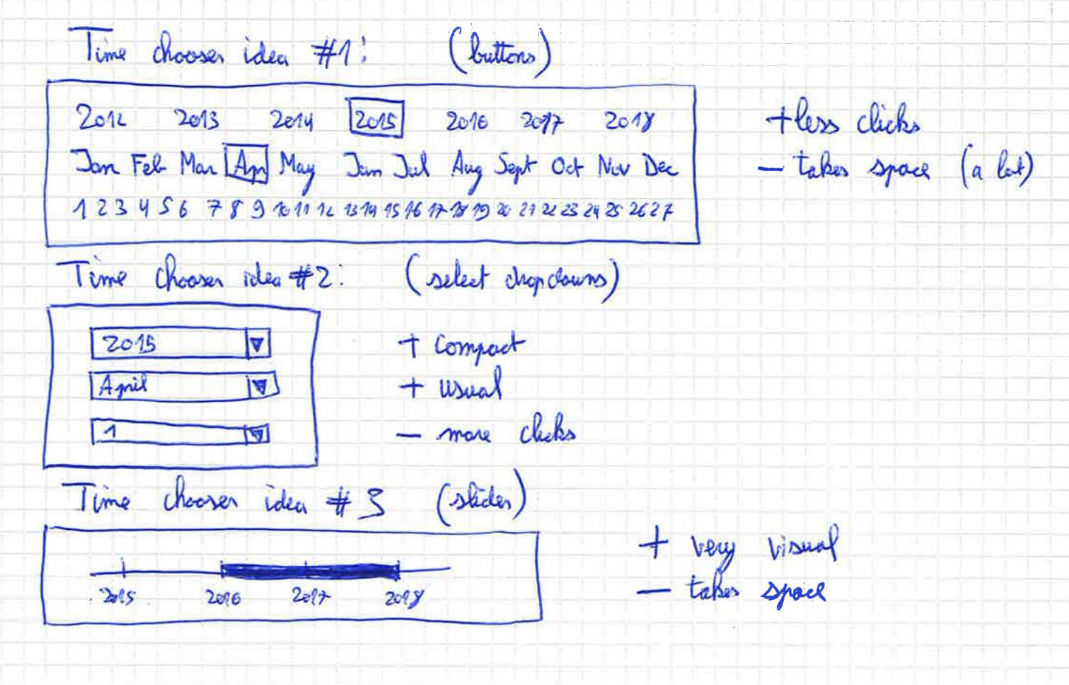 Time chooser idea #1: (buttons)
2012 2013 2014 2015 2016 2017 2018
+ less clicks
Jan Feb Mar Apr May Jun Jul Aug Sept Oct Nov Dec
- takes space (a lot)
1 2 3 4 5 6 7 8 9 10 11 12 13 14 15 16 17 18 19 20 21 22 23 24 25 26 27
Time chooser idea #2: (select dropdowns)
2015
+ compact
April
+ usual
1
- more clicks
Time chooser idea #3 (slider)
+ very visual
2015 2016 2017 2018
- takes space